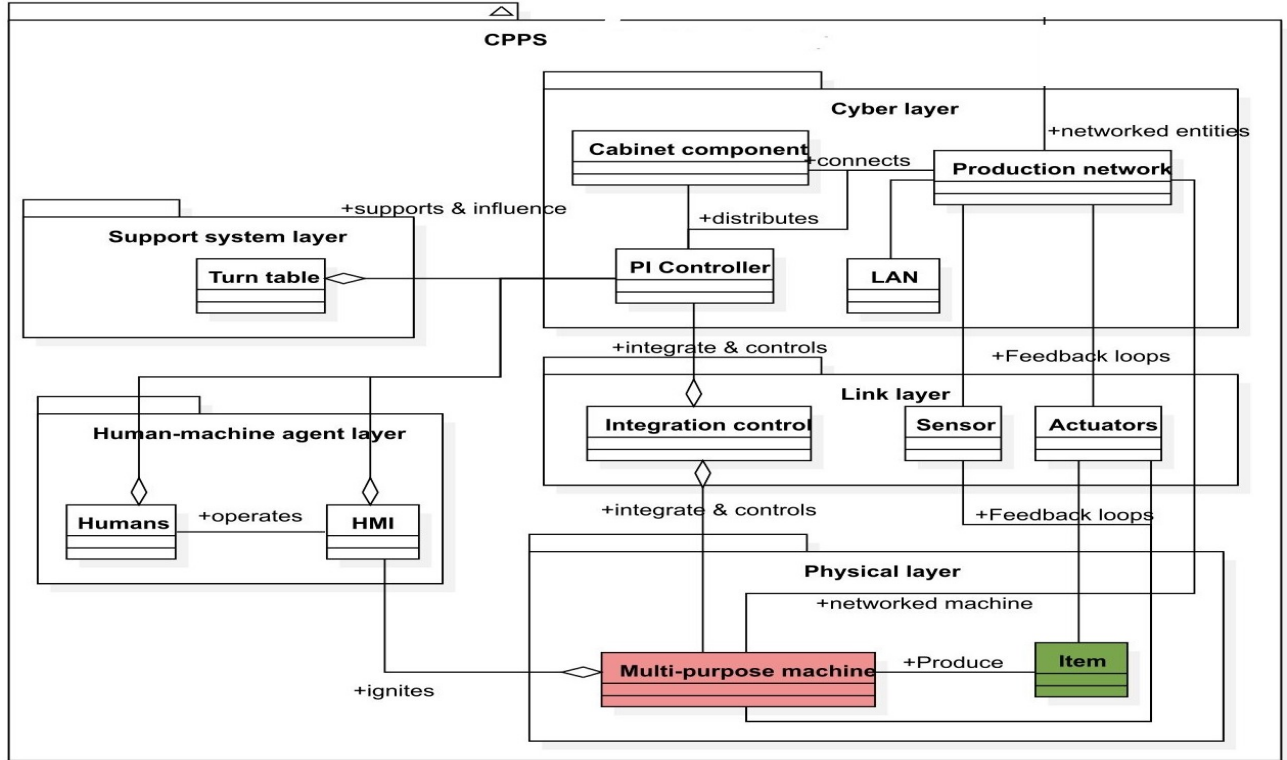 CPPS
Cyber layer
+networked entities
Cabinet component
+connects
Production network
+supports & influence
+distributes
Support system layer
Turn table
PI Controller
LAN
+integrate & controls
+Feedback loops
Link layer
Human-machine agent layer
Integration control
Sensor
Actuators
+integrate & controls
+Feedback loops
Humans
+operates
HMI
Physical layer
+networked machine
Multi-purpose machine
+Produce
Item
+ignites